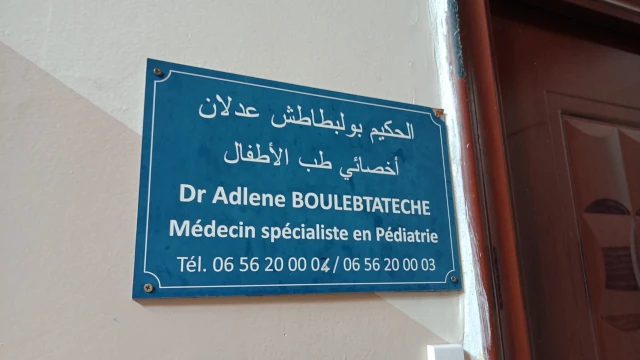 الحكيم بولبطاطش عدلان
أخصائي طب الأطفال
Dr Adlene BOULEBTATECHE
Médecin spécialiste en Pédiatrie
Tél. 06 56 20 00 04 / 06 56 20 00 03